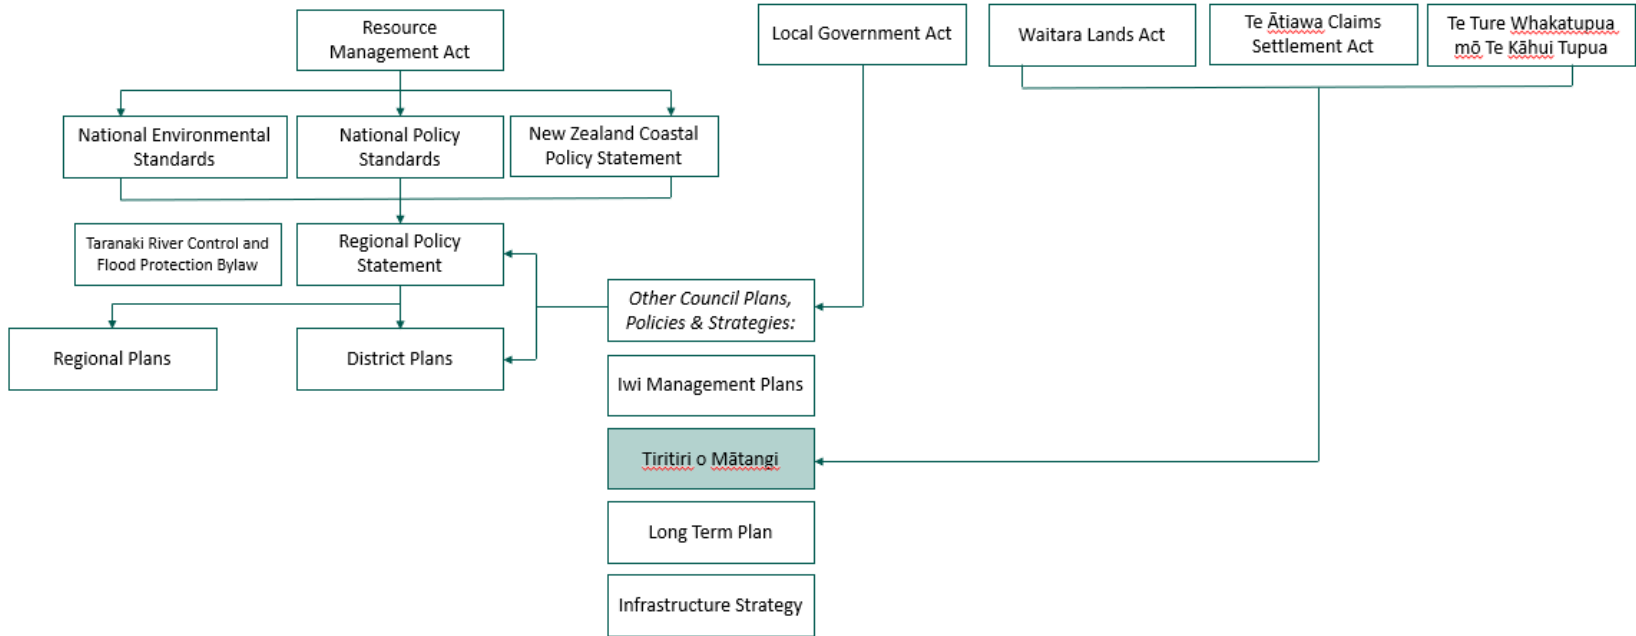 Resource
Management Act
Local Government Act
Waitara Lands Act
Te Ātiawa Claims
Settlement Act
Te Ture Whakatupua
mō Te Kāhui Tupua
National Environmental
Standards
National Policy
Standards
New Zealand Coastal
Policy Statement
Taranaki River Control and
Flood Protection Bylaw
Regional Policy
Statement
Other Council Plans,
Policies & Strategies:
Regional Plans
District Plans
Iwi Management Plans
Tiritiri o Mātangi
Long Term Plan
Infrastructure Strategy